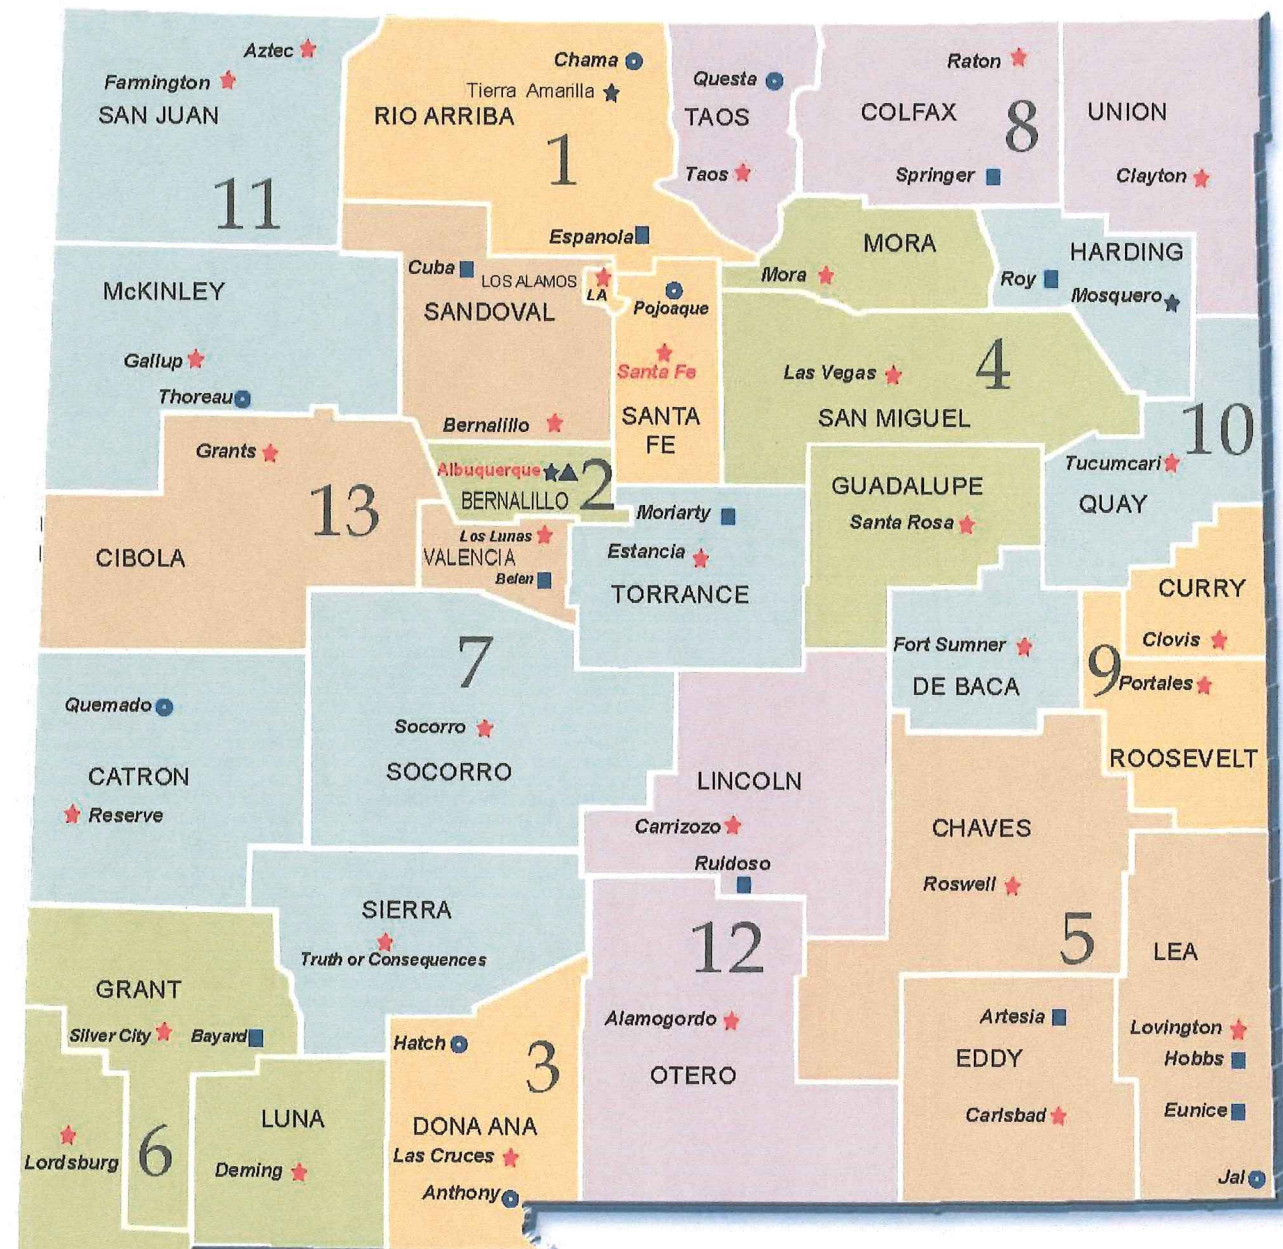 Aztec
Farmington
SAN JUAN
11
Chama
Tierra Amarilla
RIO ARRIBA
1
Espanola
Questa
TAOS
Taos
Raton
COLFAX
8
Springer
UNION
Clayton
McKINLEY
Gallup
Thoreau
Cuba
LOS ALAMOS
LA
SANDOVAL
Bernalillo
Pojoaque
Santa Fe
SANTA
FE
MORA
Mora
HARDING
Roy
Mosquero
Las Vegas
4
SAN MIGUEL
10
Tucumcari
QUAY
Grants
13
CIBOLA
Albuquerque
2
BERNALILLO
Los Lunas
VALENCIA
Belen
Moriarty
Estancia
TORRANCE
GUADALUPE
Santa Rosa
CURRY
Clovis
9
Portales
ROOSEVELT
Fort Sumner
DE BACA
7
Socorro
SOCORRO
Quemado
CATRON
Reserve
LINCOLN
Carrizozo
Ruidoso
CHAVES
Roswell
5
SIERRA
Truth or Consequences
12
Alamogordo
OTERO
LEA
Lovington
Hobbs
Eunice
Jal
Artesia
EDDY
Carlsbad
GRANT
Silver City
Bayard
Lordsburg
6
LUNA
Deming
Hatch
3
DONA ANA
Las Cruces
Anthony